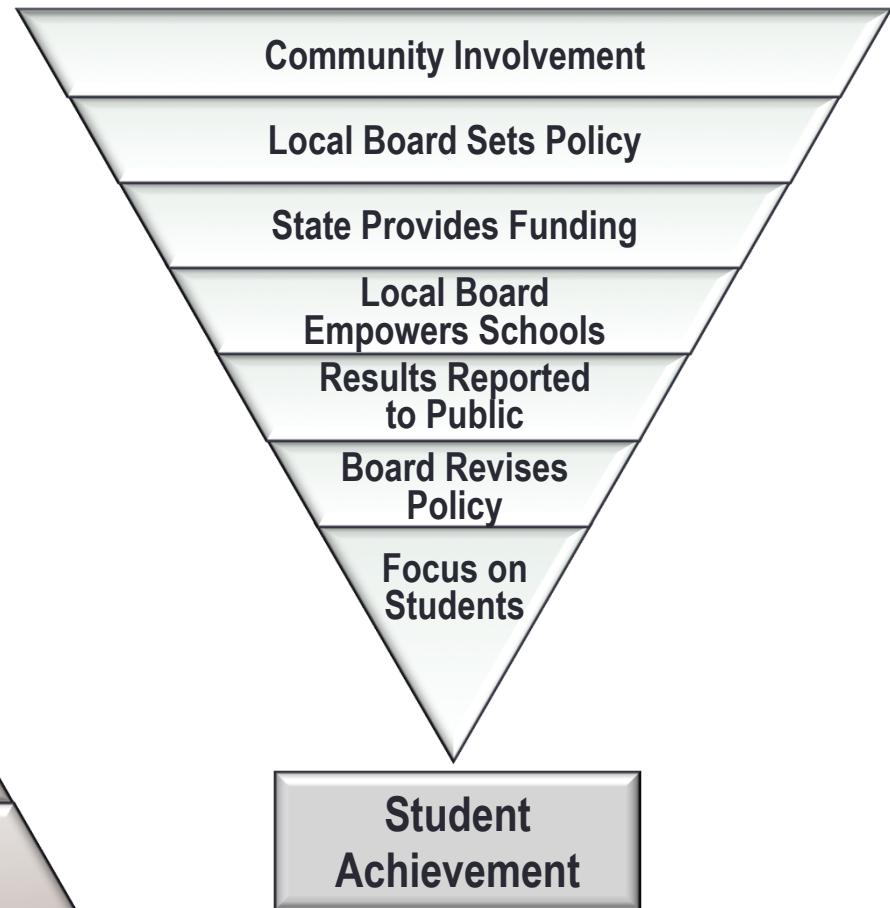 Community Involvement
Local Board Sets Policy
State Provides Funding
Local Board
Empowers Schools
Results Reported
to Public
Board Revises
Policy
Focus on
Students
Student
Achievement